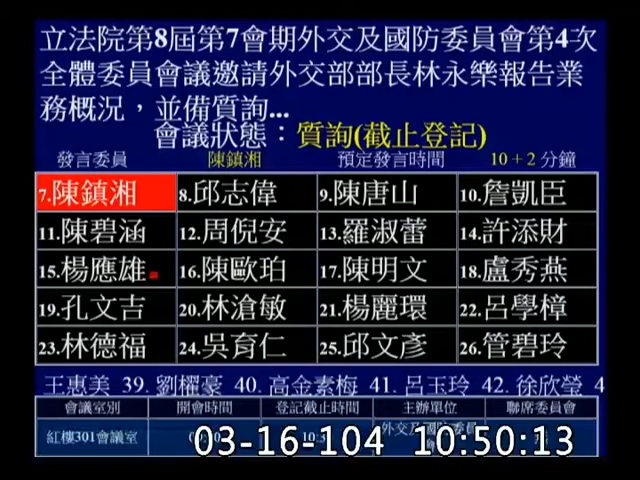 立法院第8屆第7會期外交及國防委員會第4次
全體委員會議邀請外交部部長林永樂報告業
務概況，並備質詢...
會議狀態：質詢(截止登記)
發言委員 陳鎮湘 預定發言時間 10+2分鐘
7.陳鎮湘 8.邱志偉 9.陳唐山 10.詹凱臣
11.陳碧涵 12.周倪安 13.羅淑蕾 14.許添財
15.楊應雄 16.陳歐珀 17.陳明文 18.盧秀燕
19.孔文吉 20.林滄敏 21.楊麗環 22.呂學樟
23.林德福 24.吳育仁 25.邱文彥 26.管碧玲
王惠美 39. 劉櫂豪 40. 高金素梅 41. 呂玉玲 42. 徐欣瑩 4
會議室別 開會時間 登記截止時間 主辦單位 聯席委員會
紅樓301會議室 外交及國防委員
03-16-104 10:50:13